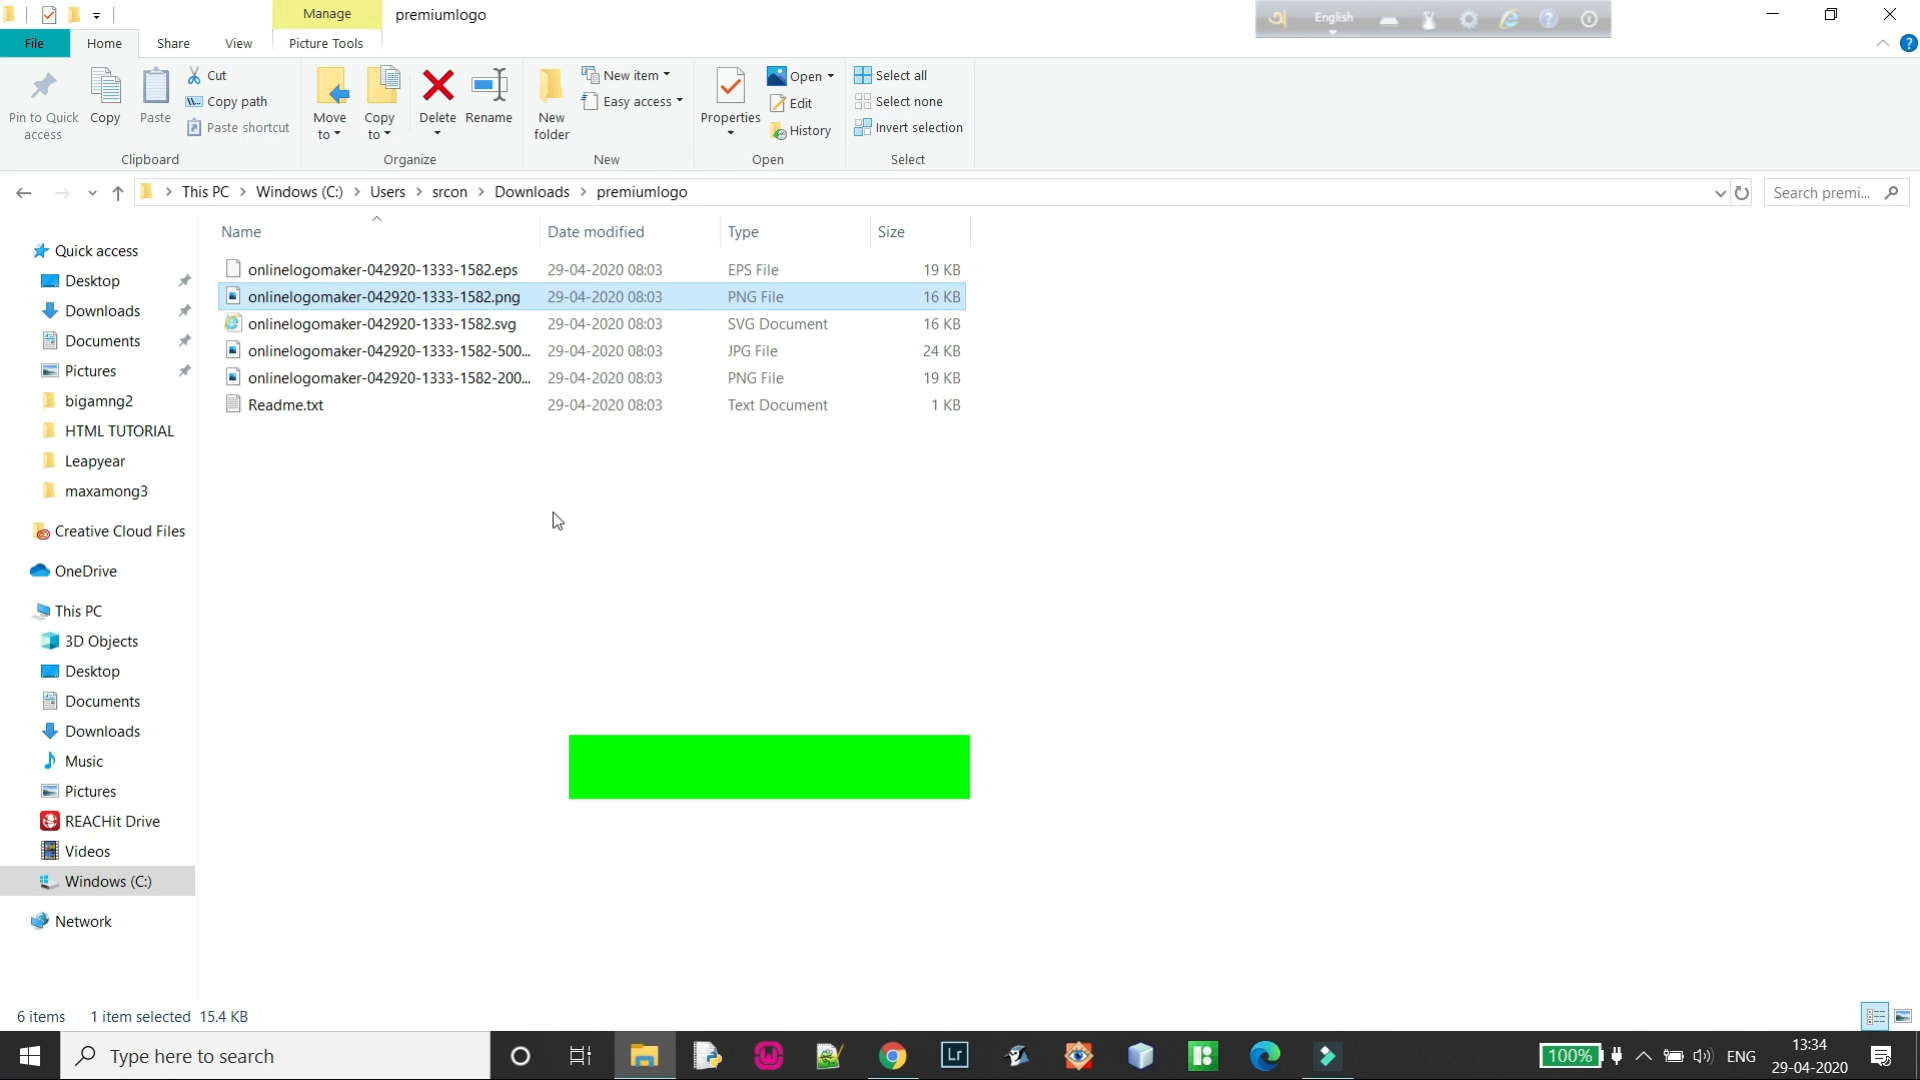 Manage
premiumlogo
English
File
Home
Share
View
Picture Tools
Pin to Quick access
Copy
Paste
Cut
Copy path
Paste shortcut
Clipboard
Move to
Copy to
Delete
Rename
Organize
New folder
New item
Easy access
New
Properties
Open
Edit
History
Open
Select all
Select none
Invert selection
Select
This PC > Windows (C:) > Users > srcon > Downloads > premiumlogo
Search premi...
Name
Date modified
Type
Size
onlinelogomaker-042920-1333-1582.eps 29-04-2020 08:03 EPS File 19 KB
onlinelogomaker-042920-1333-1582.png 29-04-2020 08:03 PNG File 16 KB
onlinelogomaker-042920-1333-1582.svg 29-04-2020 08:03 SVG Document 16 KB
onlinelogomaker-042920-1333-1582-500... 29-04-2020 08:03 JPG File 24 KB
onlinelogomaker-042920-1333-1582-200... 29-04-2020 08:03 PNG File 19 KB
Readme.txt 29-04-2020 08:03 Text Document 1 KB
Quick access
Desktop
Downloads
Documents
Pictures
bigamng2
HTML TUTORIAL
Leapyear
maxamong3
Creative Cloud Files
OneDrive
This PC
3D Objects
Desktop
Documents
Downloads
Music
Pictures
REACHit Drive
Videos
Windows (C:)
Network
6 items
1 item selected 15.4 KB
Type here to search
Lr
100%
ENG
13:34
29-04-2020